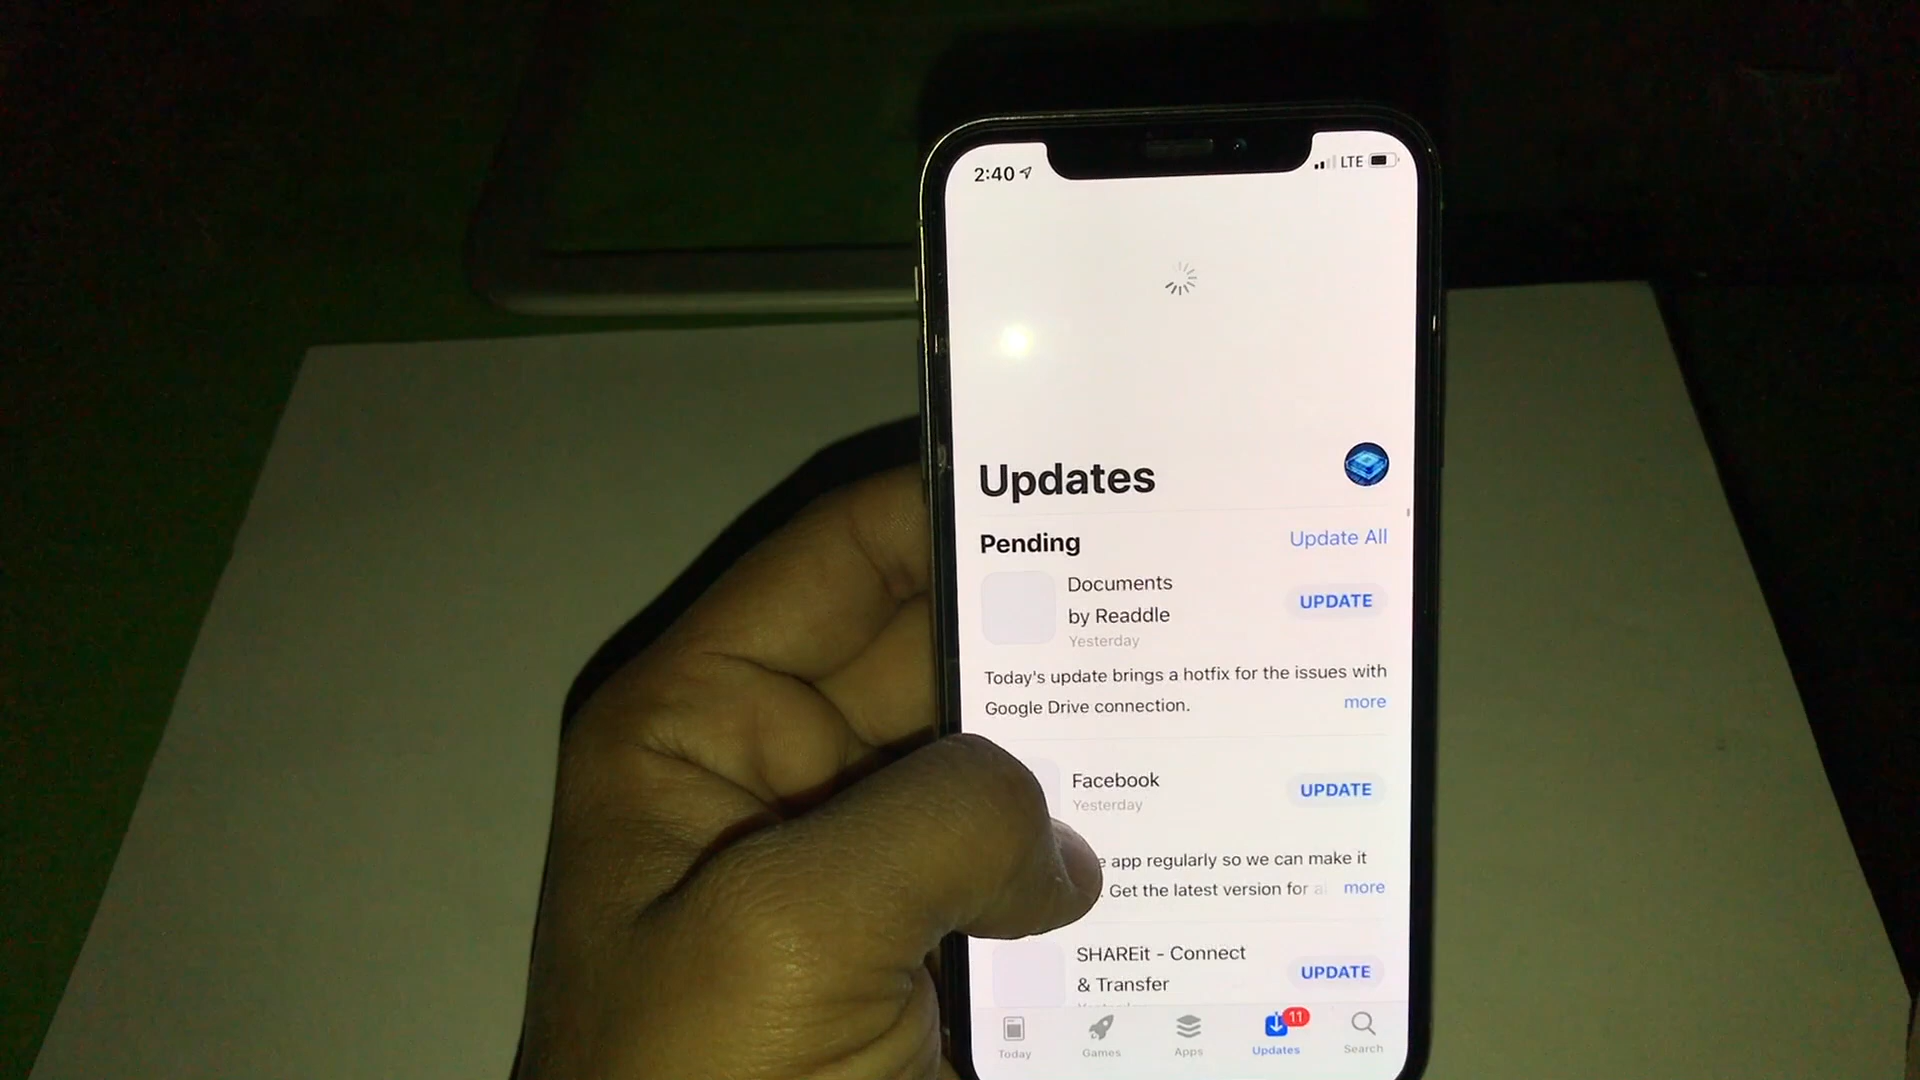 2:40
LTE
Updates
Pending
Update All
Documents
by Readdle
UPDATE
Yesterday
Today's update brings a hotfix for the issues with
Google Drive connection.
more
Facebook
UPDATE
Yesterday
app regularly so we can make it
. Get the latest version for
more
SHAREit - Connect
& Transfer
UPDATE
11
Today
Games
Apps
Updates
Search